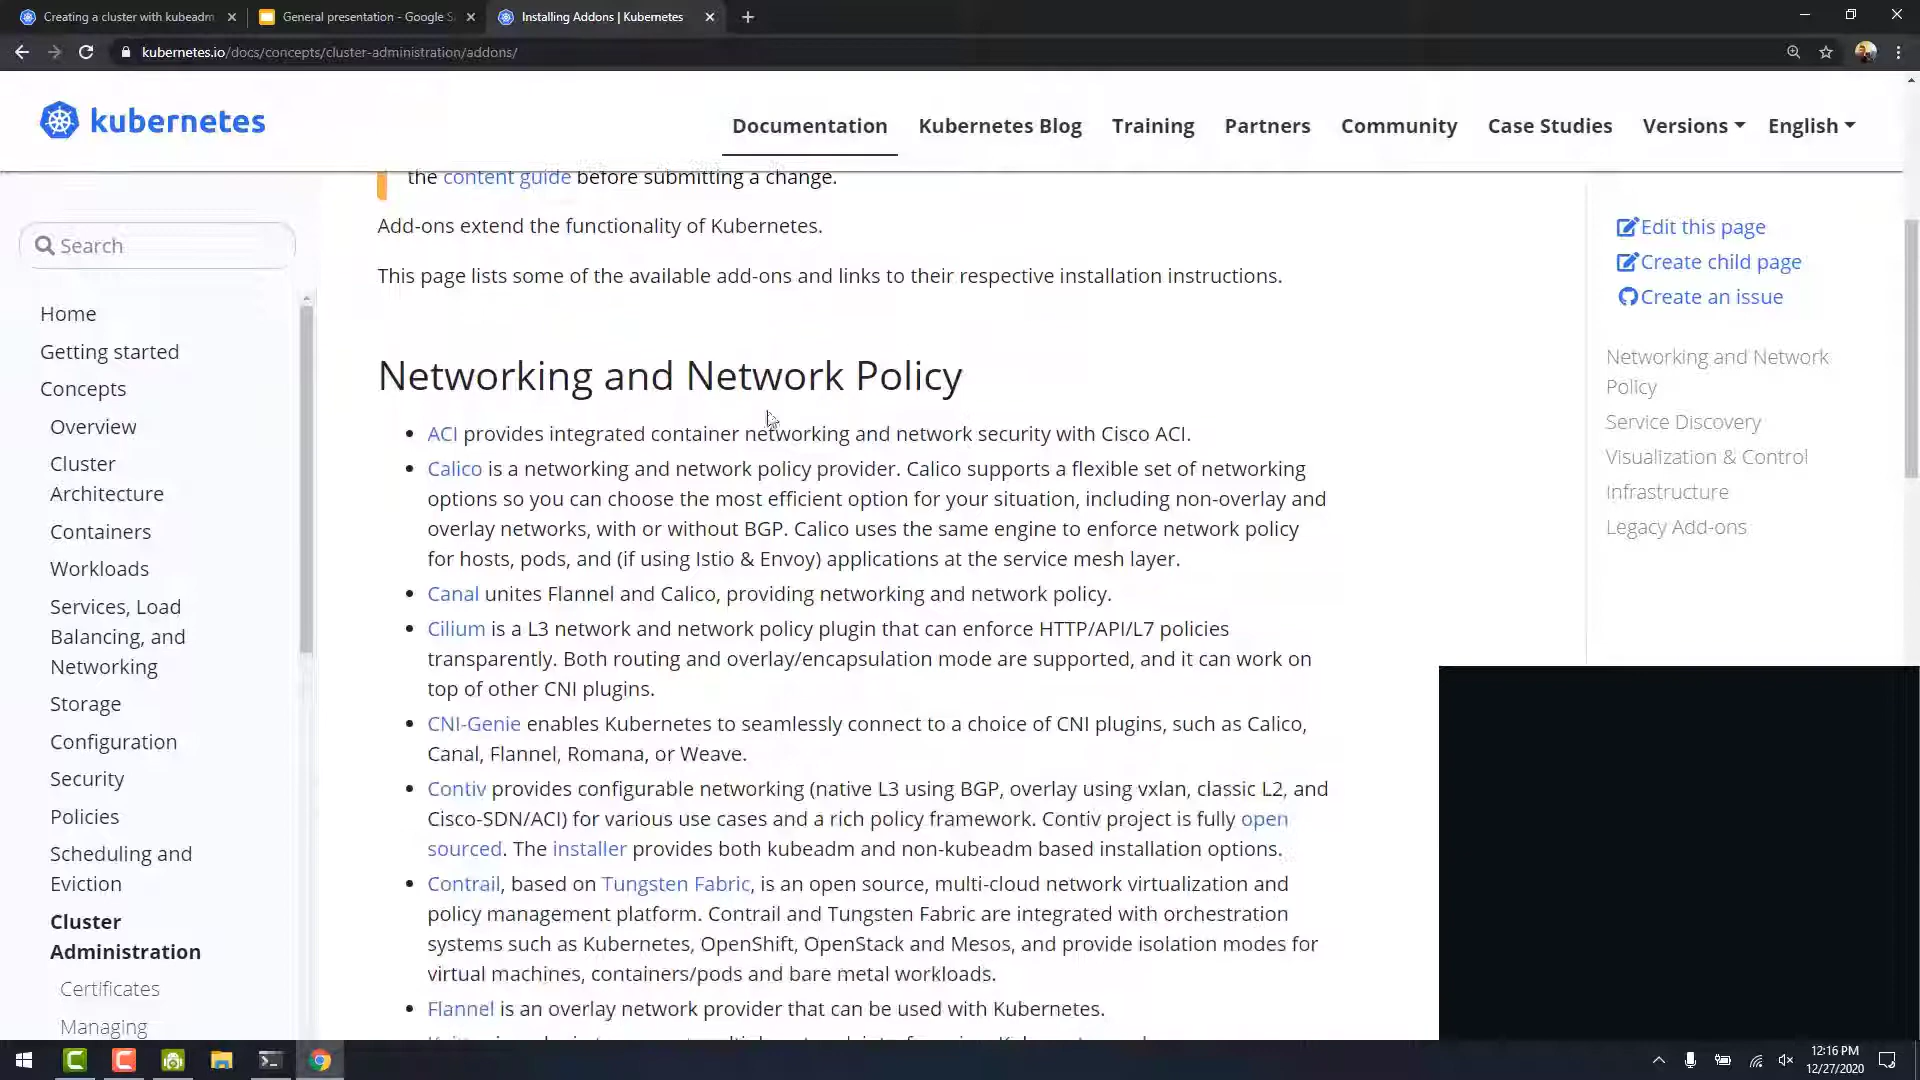 Creating a cluster with kubeadm
General presentation - Google S
Installing Addons | Kubernetes
kubernetes.io/docs/concepts/cluster-administration/addons/
kubernetes
Documentation
Kubernetes Blog
Training
Partners
Community
Case Studies
Versions
English
the content guide before submitting a change.
Add-ons extend the functionality of Kubernetes.
This page lists some of the available add-ons and links to their respective installation instructions.
Networking and Network Policy
ACI provides integrated container networking and network security with Cisco ACI.
Calico is a networking and network policy provider. Calico supports a flexible set of networking
options so you can choose the most efficient option for your situation, including non-overlay and
overlay networks, with or without BGP. Calico uses the same engine to enforce network policy
for hosts, pods, and (if using Istio & Envoy) applications at the service mesh layer.
Canal unites Flannel and Calico, providing networking and network policy.
Cilium is a L3 network and network policy plugin that can enforce HTTP/API/L7 policies
transparently. Both routing and overlay/encapsulation mode are supported, and it can work on
top of other CNI plugins.
CNI-Genie enables Kubernetes to seamlessly connect to a choice of CNI plugins, such as Calico,
Canal, Flannel, Romana, or Weave.
Contiv provides configurable networking (native L3 using BGP, overlay using vxlan, classic L2, and
Cisco-SDN/ACI) for various use cases and a rich policy framework. Contiv project is fully open
sourced. The installer provides both kubeadm and non-kubeadm based installation options.
Contrail, based on Tungsten Fabric, is an open source, multi-cloud network virtualization and
policy management platform. Contrail and Tungsten Fabric are integrated with orchestration
systems such as Kubernetes, OpenShift, OpenStack and Mesos, and provide isolation modes for
virtual machines, containers/pods and bare metal workloads.
Flannel is an overlay network provider that can be used with Kubernetes.
Search
Home
Getting started
Concepts
Overview
Cluster
Architecture
Containers
Workloads
Services, Load
Balancing, and
Networking
Storage
Configuration
Security
Policies
Scheduling and
Eviction
Cluster
Administration
Certificates
Managing
Edit this page
Create child page
Create an issue
Networking and Network
Policy
Service Discovery
Visualization & Control
Infrastructure
Legacy Add-ons
12:16 PM
12/27/2020